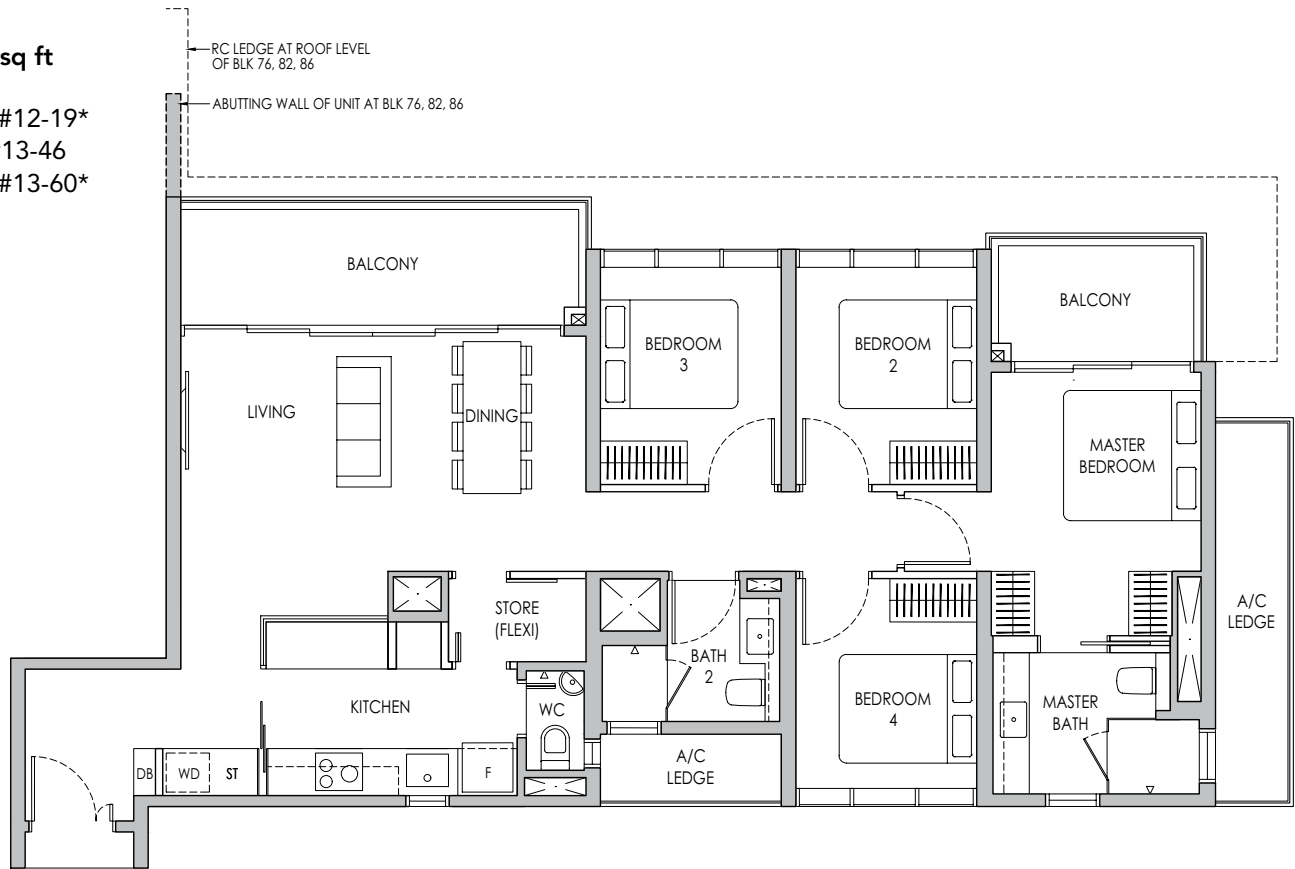 sq ft
#12-19*
13-46
#13-60*
RC LEDGE AT ROOF LEVEL
OF BLK 76, 82, 86
ABUTTING WALL OF UNIT AT BLK 76, 82, 86
BALCONY
BALCONY
BEDROOM
3
BEDROOM
2
LIVING
DINING
MASTER
BEDROOM
STORE
(FLEXI)
A/C
LEDGE
BATH
2
KITCHEN
WC
BEDROOM
4
MASTER
BATH
DB
WD
ST
F
A/C
LEDGE